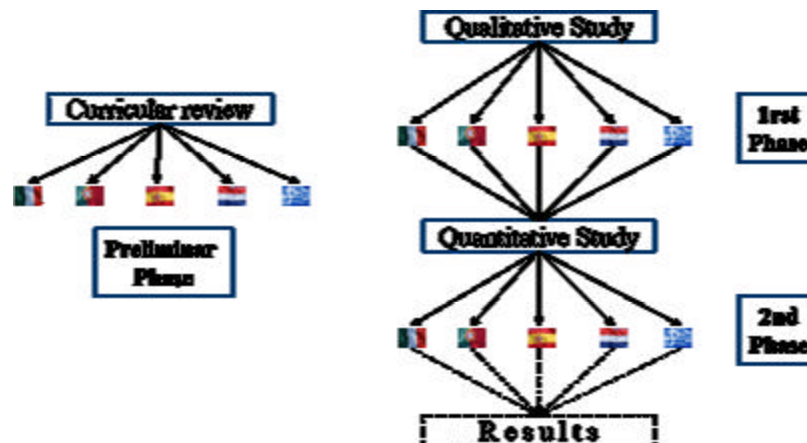 Qualitative Study
Curricular review
1rst
Phase
Preliminar
Phase
Quantitative Study
2nd
Phase
Results